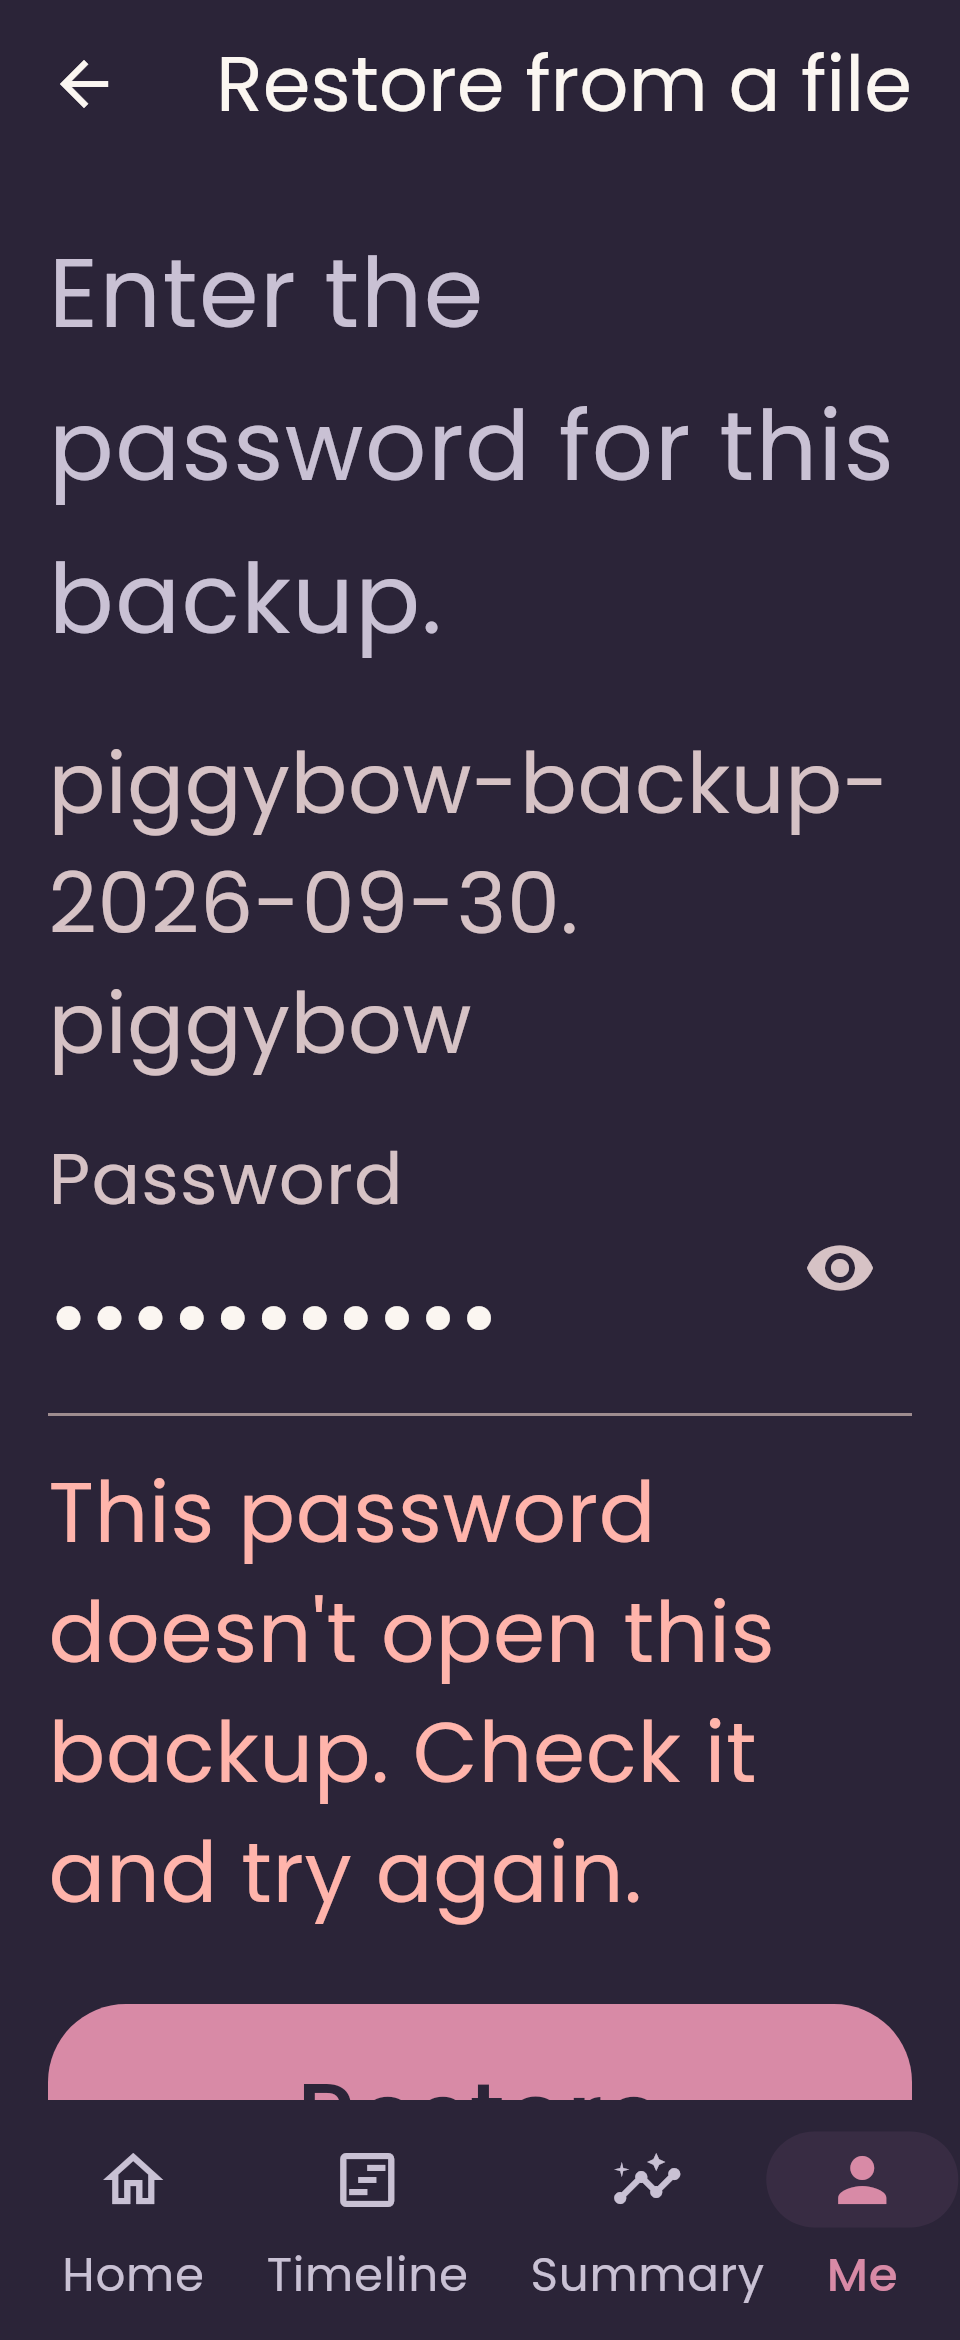 Restore from a file
Enter the
password for this
backup.
piggybow-backup-
2026-09-30.
piggybow
Password
This password
doesn't open this
backup. Check it
and try again.
Restore
Home
Timeline
Summary
Me